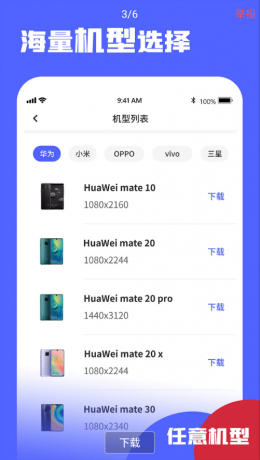 3/6
举报
海量机型选择
9:41 AM
100%
机型列表
华为
小米
OPPO
vivo
三星
HuaWei mate 10
1080x2160
下载
HuaWei mate 20
1080x2244
下载
HuaWei mate 20 pro
1440x3120
下载
HuaWei mate 20 x
1080x2244
下载
HuaWei mate 30
1080x2340
下载
任意机型